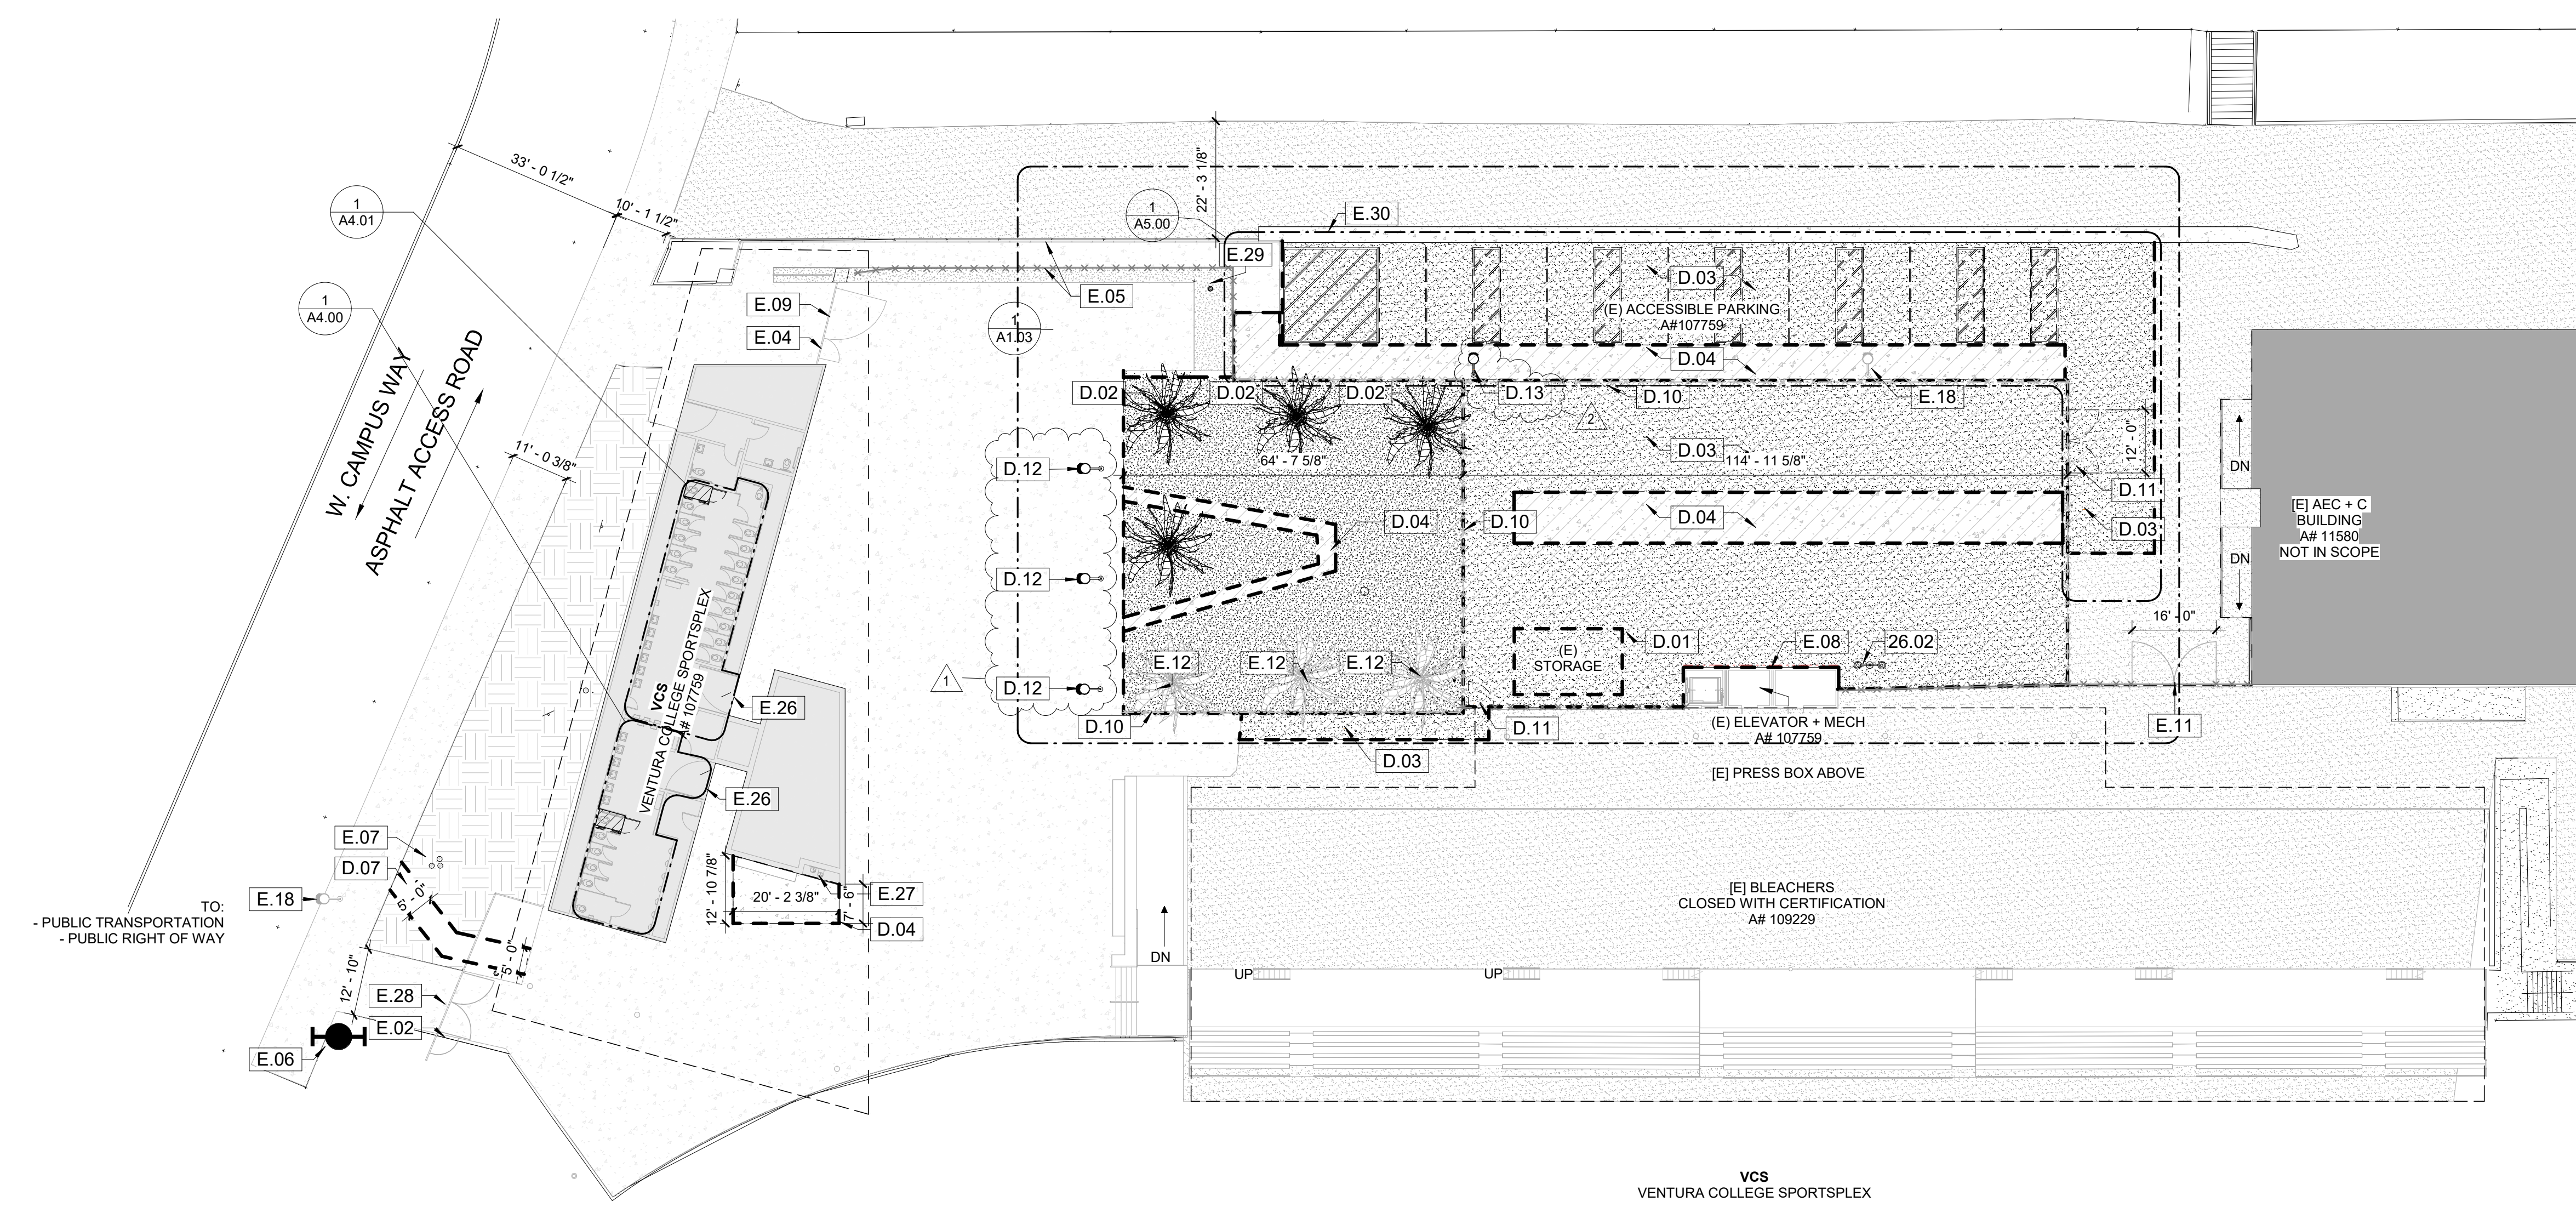 33' - 0 1/2"
10' - 1 1/2"
22' - 3 1/8"
1
A4.01
1
A5.00
E.30
E.29
E.05
E.09
E.04
1
A4.00
1
A1.03
D.03
(E) ACCESSIBLE PARKING
A#107759
D.04
D.02
D.02
D.02
D.13
D.10
E.18
2
W. CAMPUS WAY
ASPHALT ACCESS ROAD
11' - 0 3/8"
D.12
64' - 7 5/8"
D.03
114' - 11 5/8"
12' - 0"
DN
D.11
D.04
D.10
D.04
D.03
[E] AEC + C
BUILDING
A# 11580
NOT IN SCOPE
DN
D.12
16' - 0"
D.01
E.08
26.02
(E)
STORAGE
E.12
E.12
E.12
1
D.12
VCS
VENTURA COLLEGE SPORTSPLEX
A# 107759
E.26
D.10
D.11
(E) ELEVATOR + MECH
A# 107759
E.11
D.03
[E] PRESS BOX ABOVE
E.26
E.07
D.07
5' - 0"
E.18
TO:
- PUBLIC TRANSPORTATION
- PUBLIC RIGHT OF WAY
12' - 10 7/8"
20' - 2 3/8"
7' - 6"
E.27
D.04
[E] BLEACHERS
CLOSED WITH CERTIFICATION
A# 109229
5' - 0"
12' - 10"
DN
UP
UP
E.28
E.02
E.06
VCS
VENTURA COLLEGE SPORTSPLEX